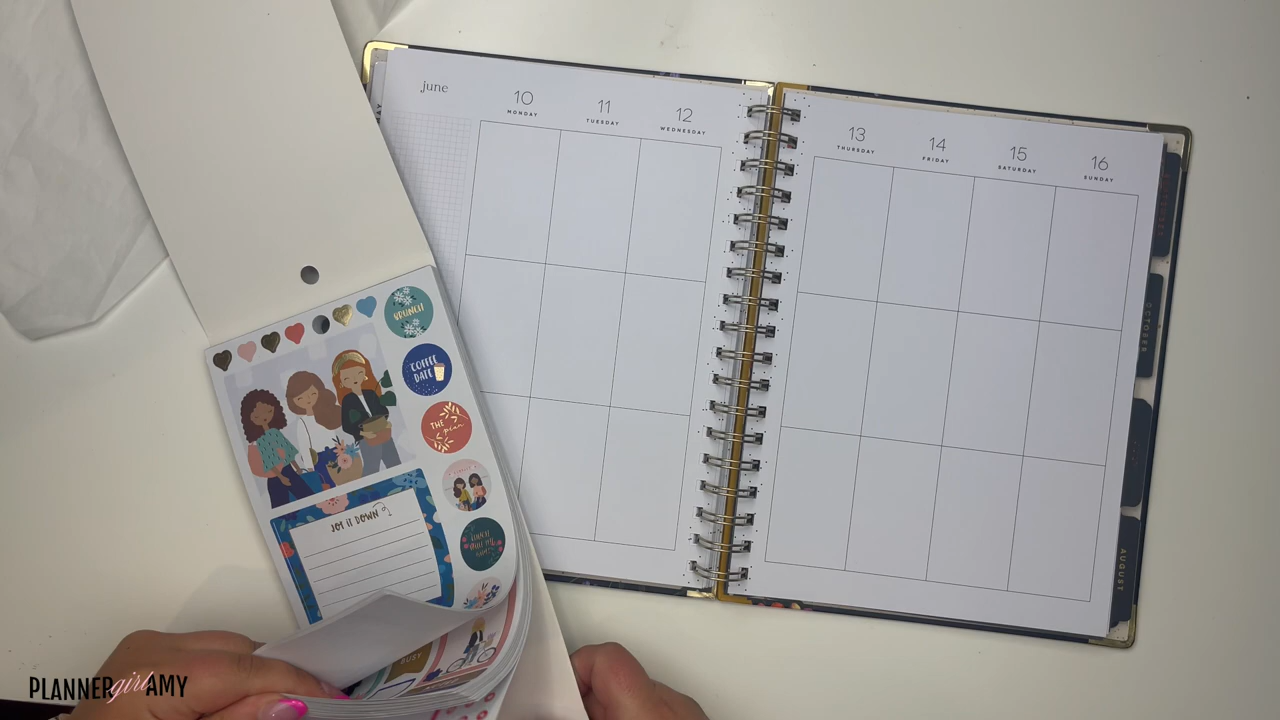 june
10
MONDAY
11
TUESDAY
12
WEDNESDAY
13
THURSDAY
14
FRIDAY
15
SATURDAY
16
SUNDAY
OCTOBER
AUGUST
BRUNCH
COFFEE
DATE
THE
plan
JOT IT DOWN
PLANNERgirlAMY